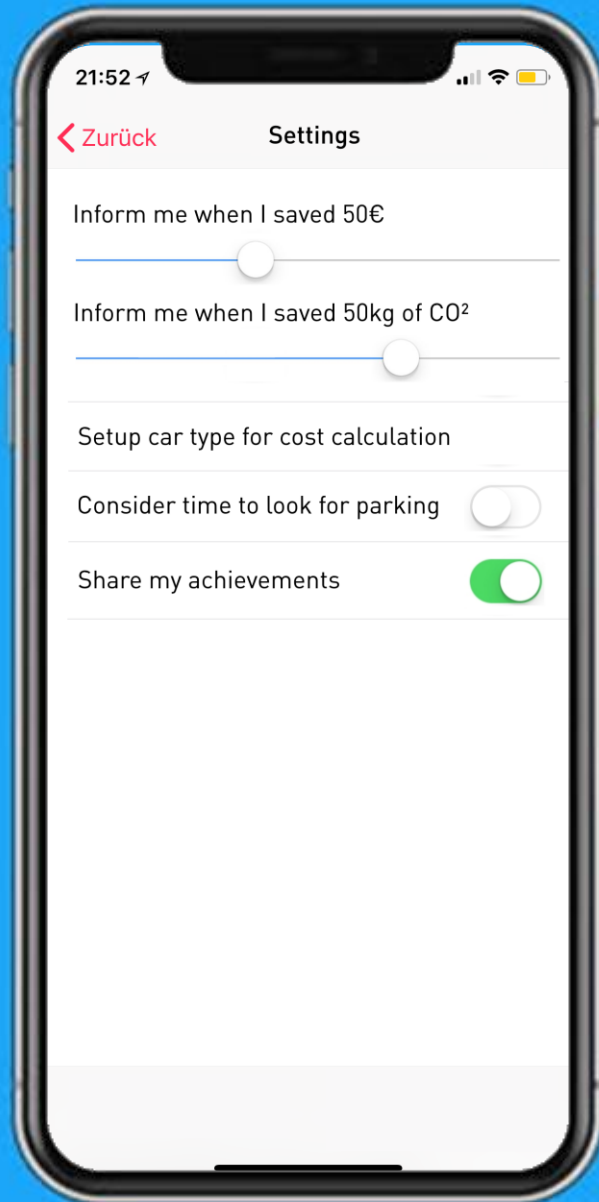 21:52
Zurück
Settings
Inform me when I saved 50€
Inform me when I saved 50kg of CO²
Setup car type for cost calculation
Consider time to look for parking
Share my achievements